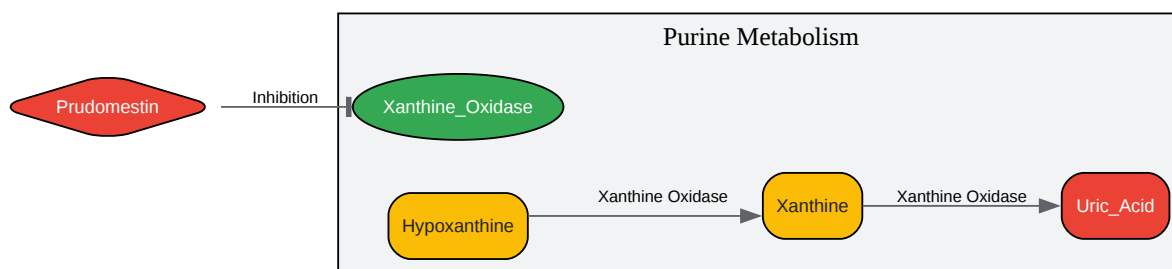 Purine Metabolism
Prudomestin
Inhibition
Xanthine_Oxidase
Hypoxanthine
Xanthine Oxidase
Xanthine
Xanthine Oxidase
Uric_Acid